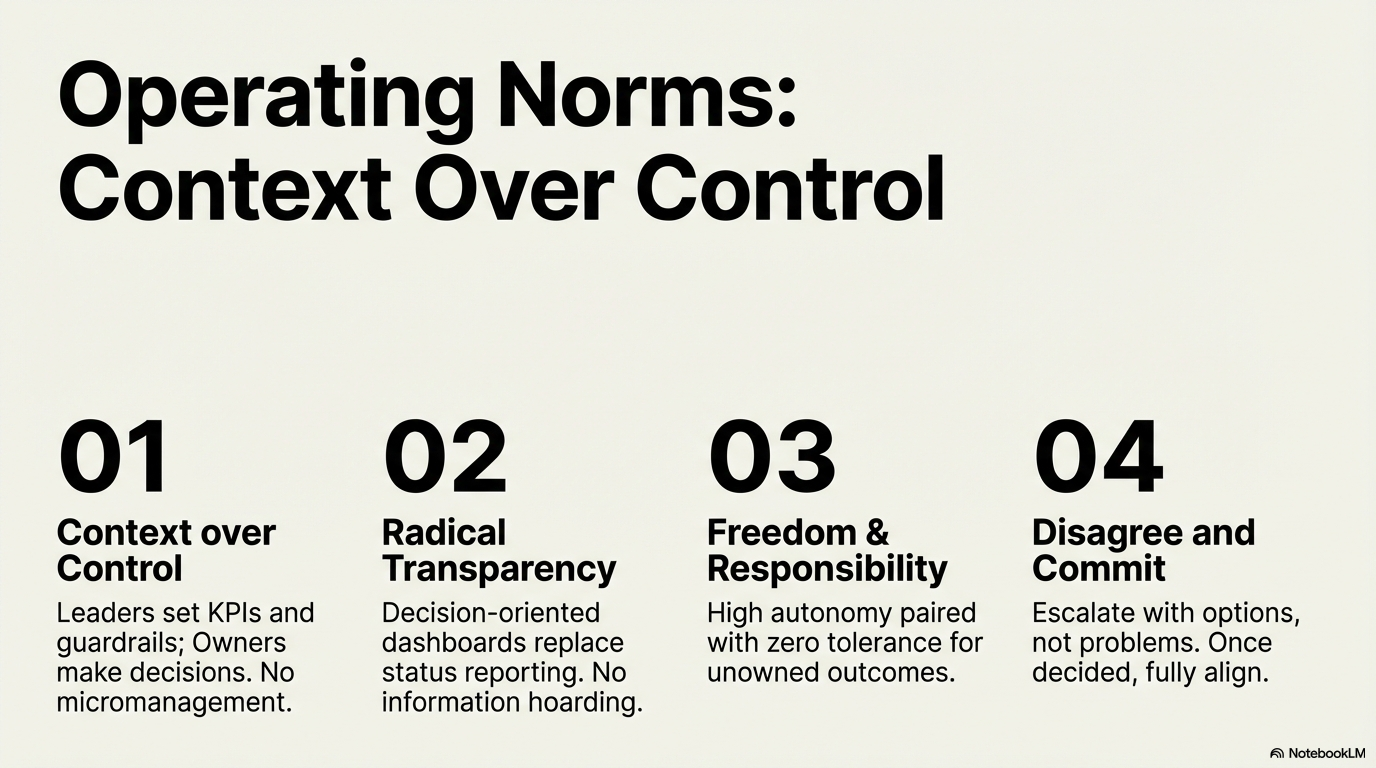 Operating Norms:
Context Over Control
01
Context over
Control
Leaders set KPIs and
guardrails; Owners
make decisions. No
micromanagement.
02
Radical
Transparency
Decision-oriented
dashboards replace
status reporting. No
information hoarding.
03
Freedom &
Responsibility
High autonomy paired
with zero tolerance for
unowned outcomes.
04
Disagree and
Commit
Escalate with options,
not problems. Once
decided, fully align.
NotebookLM